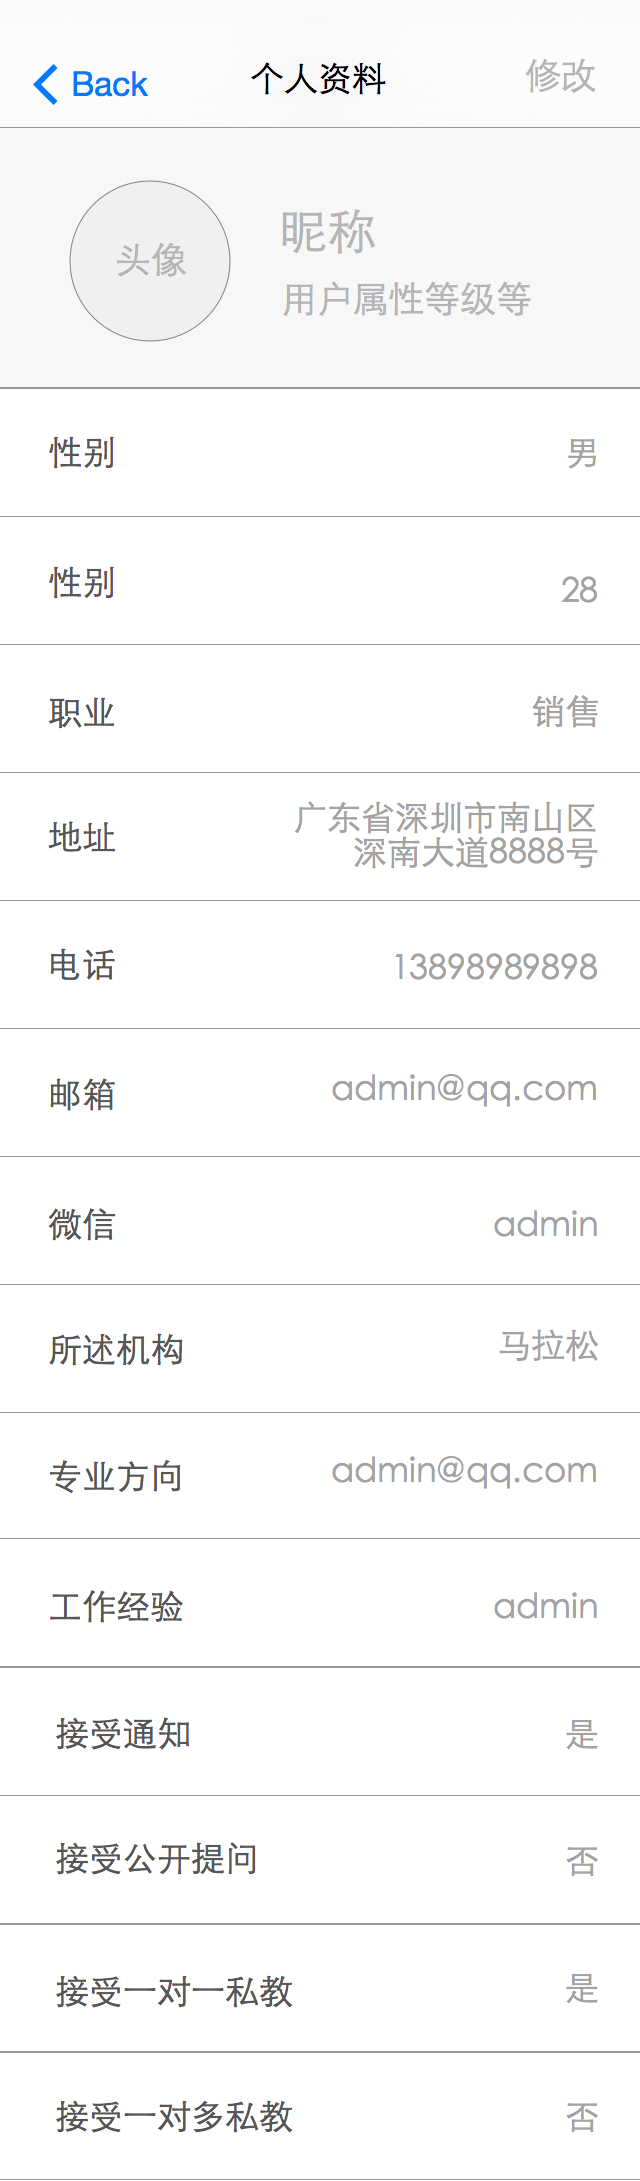 Back 个人资料 修改
头像
昵称
用户属性等级等
性别 男
性别 28
职业 销售
地址 广东省深圳市南山区
深南大道8888号
电话 13898989898
邮箱 admin@qq.com
微信 admin
所述机构 马拉松
专业方向 admin@qq.com
工作经验 admin
接受通知 是
接受公开提问 否
接受一对一私教 是
接受一对多私教 否